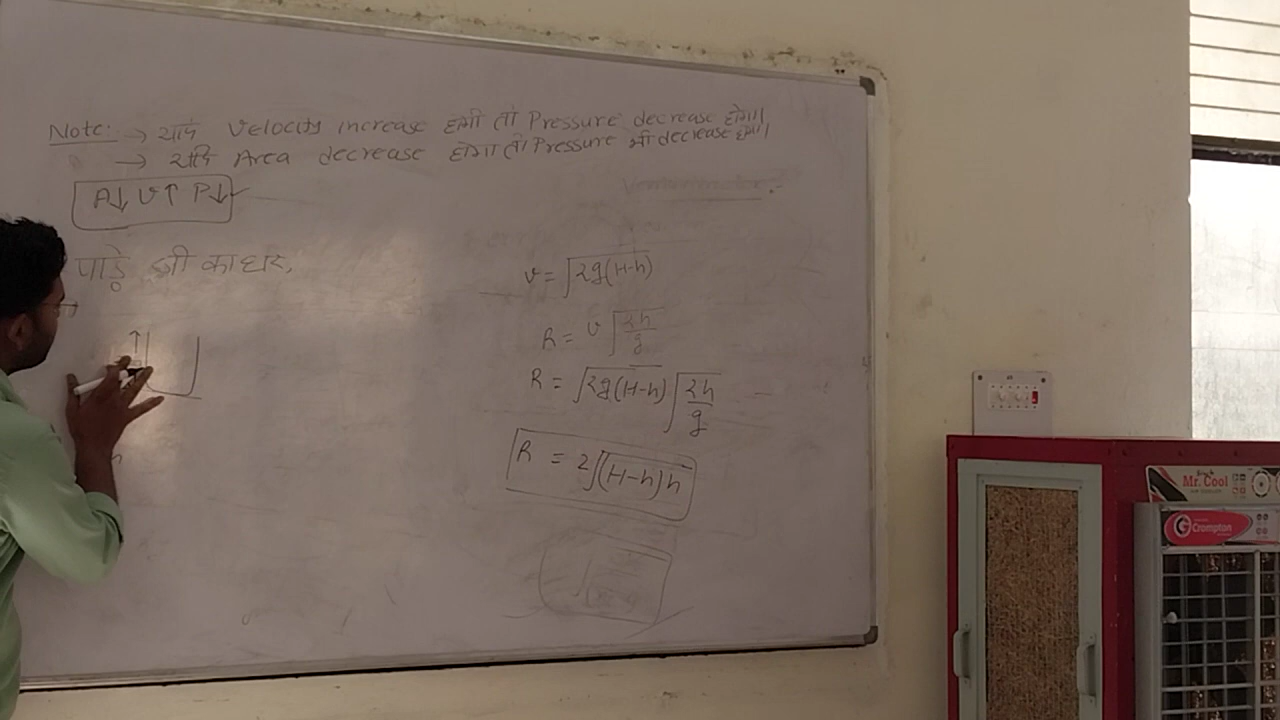 Note: → यदि Velocity increase होगी तो Pressure decrease होगा।
→ यदि Area decrease होगा तो Pressure भी decrease होगा।
A↓ v↑ P↓
पाड़े जी का घर,
v = √2g(H-h)
R = v √2h/g
R = √2g(H-h) √2h/g
R = 2√(H-h)h
Mr. Cool
Crompton